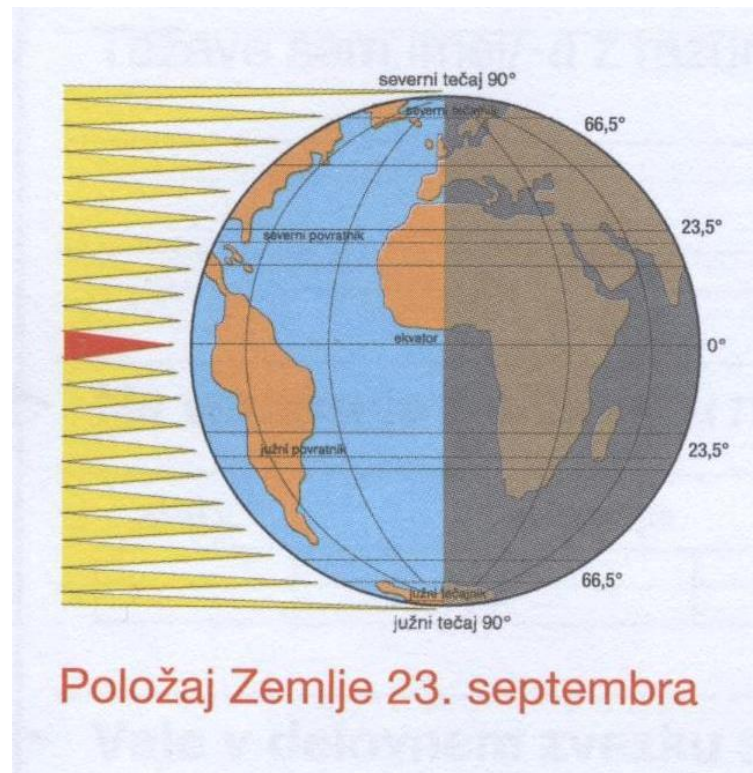 severni tečaj 90°
severni tečajnik
66,5°
severni povratnik
23,5°
ekvator
0°
južni povratnik
23,5°
66,5°
južni tečajnik
južni tečaj 90°
Položaj Zemlje 23. septembra